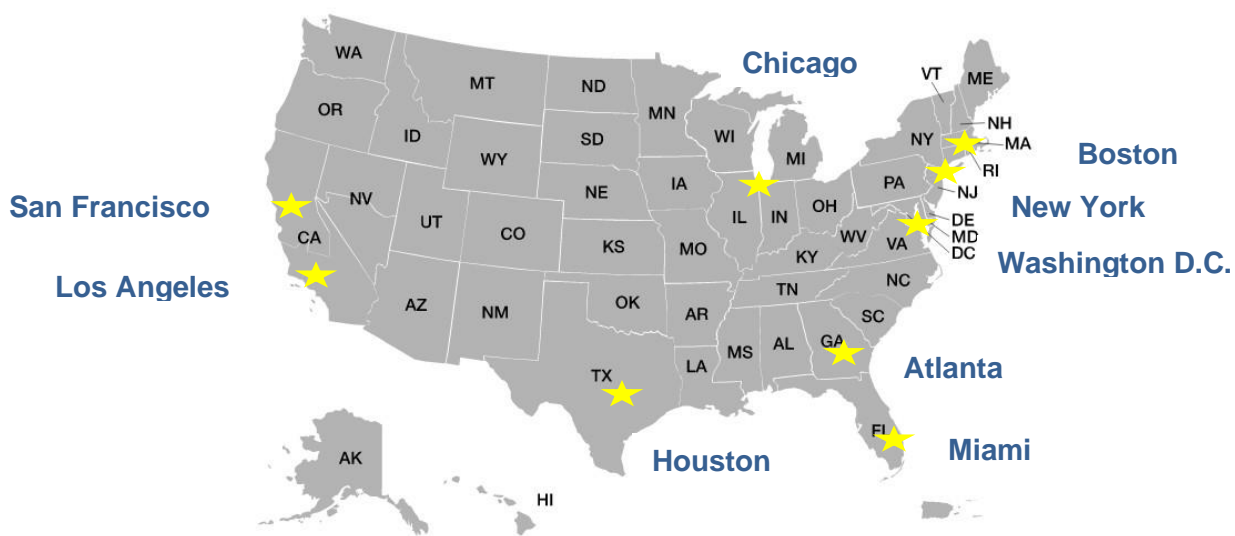 WA
MT
ND
MN
Chicago
VT
ME
OR
ID
SD
WI
MI
NY
NH
MA
Boston
RI
WY
IA
PA
NJ
New York
San Francisco
NV
NE
IL
IN
OH
DE
UT
CO
KS
MO
WV
VA
MD
CA
KY
DC
Washington D.C.
Los Angeles
AZ
NM
OK
TN
NC
AR
SC
MS
AL
GA
Atlanta
TX
LA
FL
Miami
Houston
AK
HI